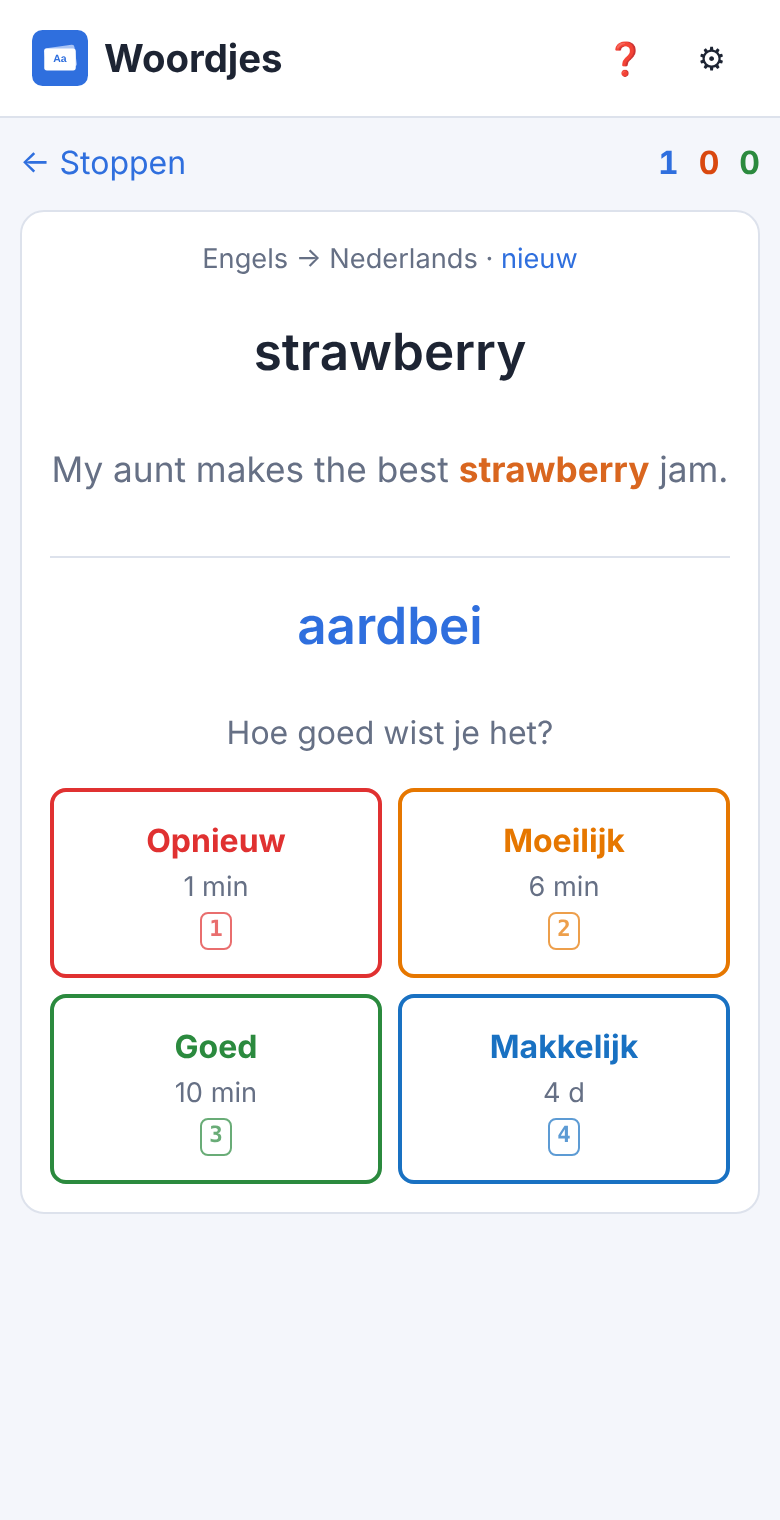 Aa Woordjes ❓ ⚙
← Stoppen 1 0 0
Engels → Nederlands · nieuw
strawberry
My aunt makes the best strawberry jam.
aardbei
Hoe goed wist je het?
Opnieuw
1 min
1
Moeilijk
6 min
2
Goed
10 min
3
Makkelijk
4 d
4